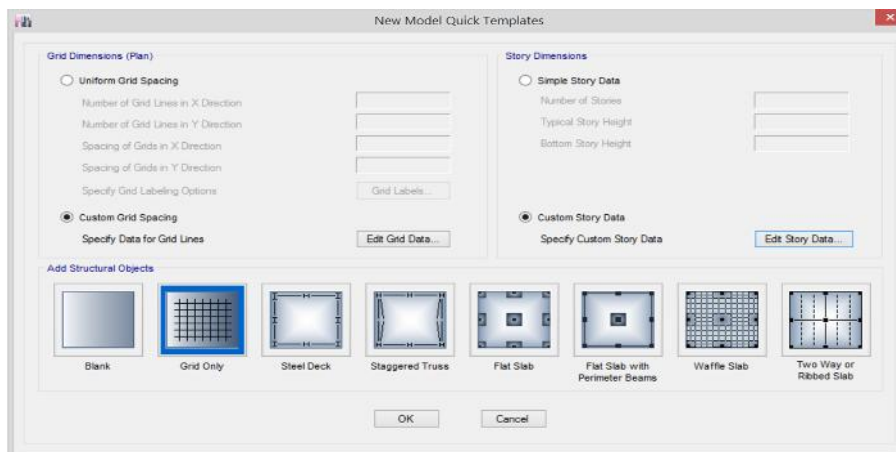 New Model Quick Templates
Grid Dimensions (Plan)
Uniform Grid Spacing
Number of Grid Lines in X Direction
Number of Grid Lines in Y Direction
Spacing of Grids in X Direction
Spacing of Grids in Y Direction
Specify Grid Labeling Options
Grid Labels...
Custom Grid Spacing
Specify Data for Grid Lines
Edit Grid Data...
Story Dimensions
Simple Story Data
Number of Stories
Typical Story Height
Bottom Story Height
Custom Story Data
Specify Custom Story Data
Edit Story Data...
Add Structural Objects
Blank
Grid Only
Steel Deck
Staggered Truss
Flat Slab
Flat Slab with
Perimeter Beams
Waffle Slab
Two Way or
Ribbed Slab
OK
Cancel